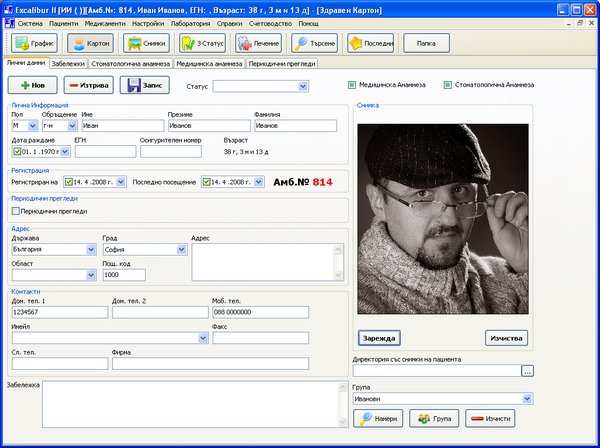 Excalibur II [ИИ ( )][Амб.№: 814, Иван Иванов, ЕГН: , Възраст: 38 г, 3 м и 13 д] - [Здравен Картон]
Система Пациенти Медикаменти Настройки Лаборатория Справки Счетоводство Помощ
График Картон Снимки З Статус Лечение Търсене Последни Папка
Лични данни Забележки Стоматологична анамнеза Медицинска анамнеза Периодични прегледи
Нов Изтрива Запис Статус Медицинска Анамнеза Стоматологична Анамнеза
Лична Информация Снимка
Пол Обръщение Име Презиме Фамилия
М г-н Иван Иванов Иванов
Дата раждане ЕГН Осигурителен номер Възраст
01. 1 .1970 г 38 г, 3 м и 13 д
Регистрация
Регистриран на 14. 4 .2008 г. Последно посещение 14. 4 .2008 г. Амб.№ 814
Периодични прегледи
Периодични прегледи
Адрес
Държава Град Адрес
България София
Област Пощ. код
1000
Контакти
Дом. тел. 1 Дом. тел. 2 Моб. тел.
1234567 088 0000000
Имейл Факс
Сл. тел. Фирма
Зарежда Изчиства
Директория със снимки на пациента
...
Забележка Група
Иванови
Намери Група Изчисти